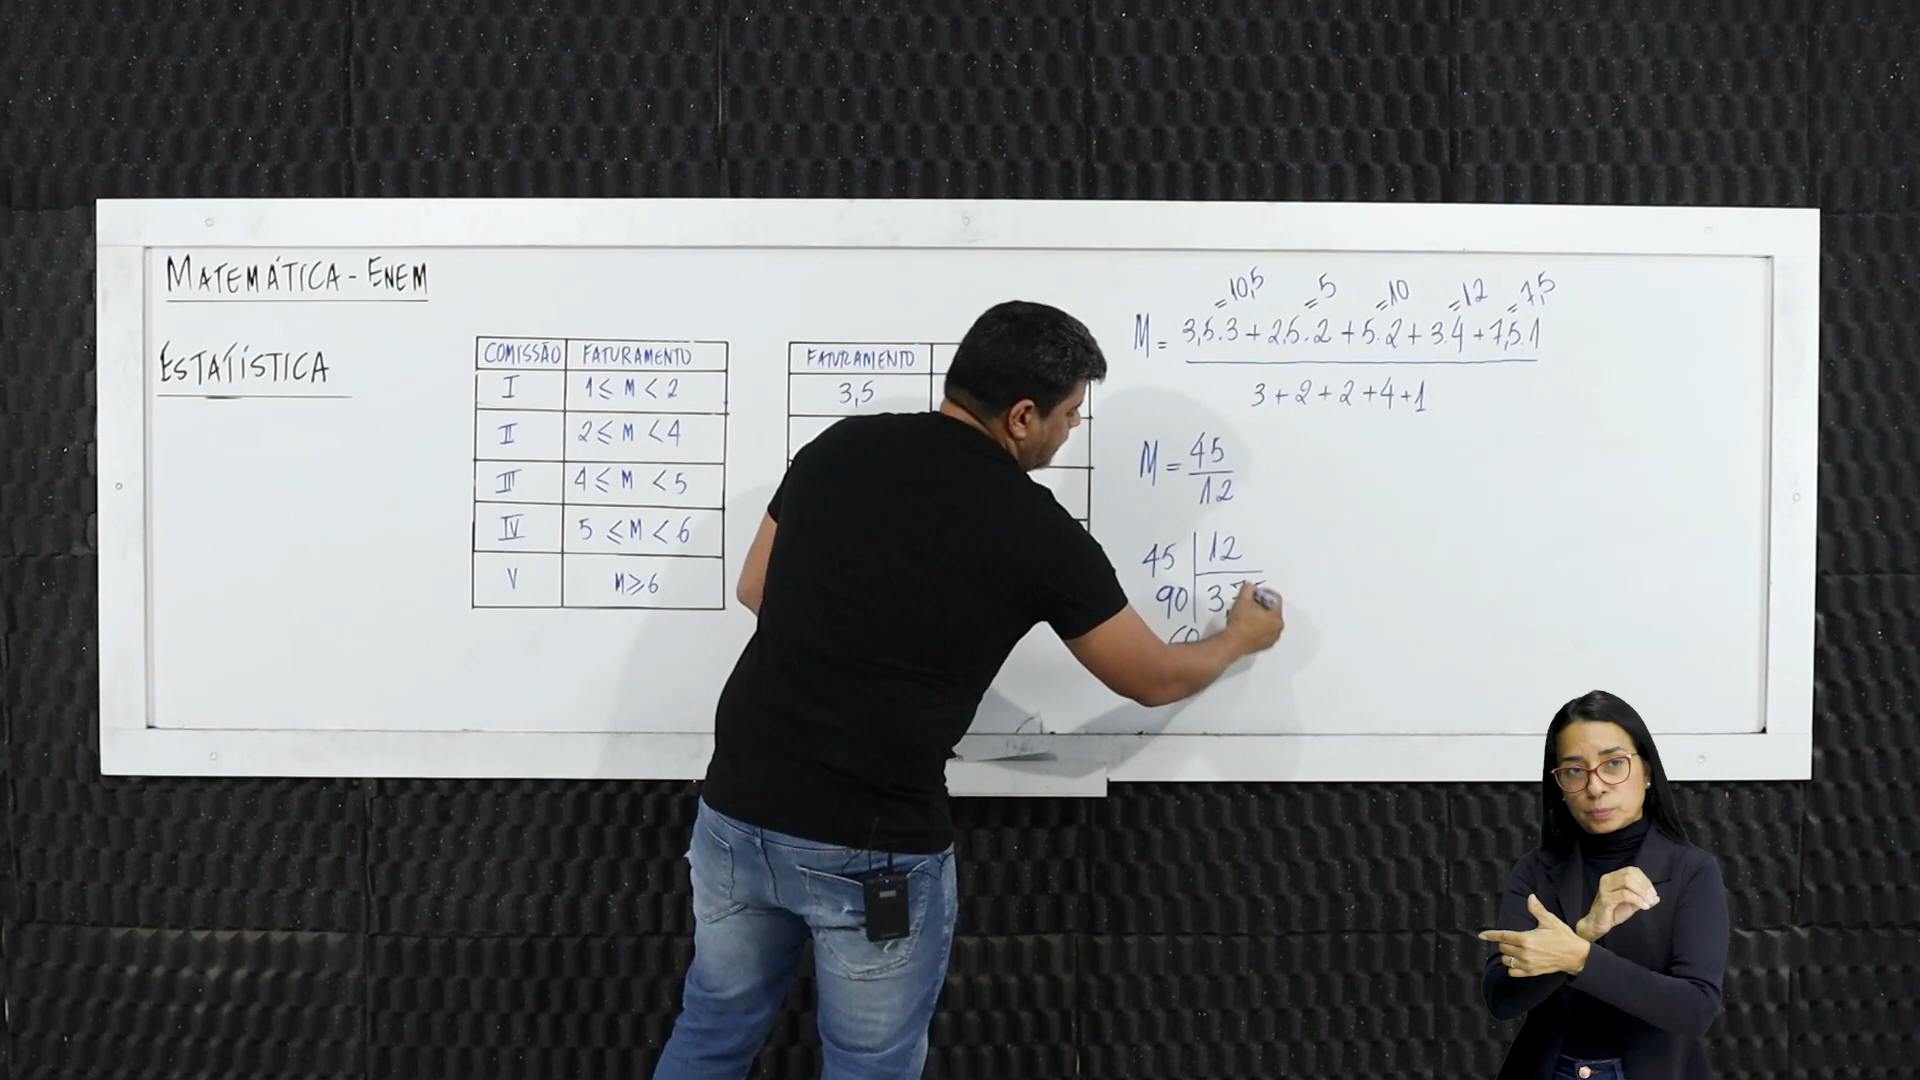 MATEMÁTICA - ENEM
ESTATÍSTICA
COMISSÃO FATURAMENTO
I 1 ≤ M < 2
II 2 ≤ M < 4
III 4 ≤ M < 5
IV 5 ≤ M < 6
V M ≥ 6
FATURAMENTO
3,5
=10,5 =5 =10 =12 =7,5
M = 3,5.3 + 2,5.2 + 5.2 + 3.4 + 7,5.1
3 + 2 + 2 + 4 + 1
M = 45
12
45 12
90 3,
60